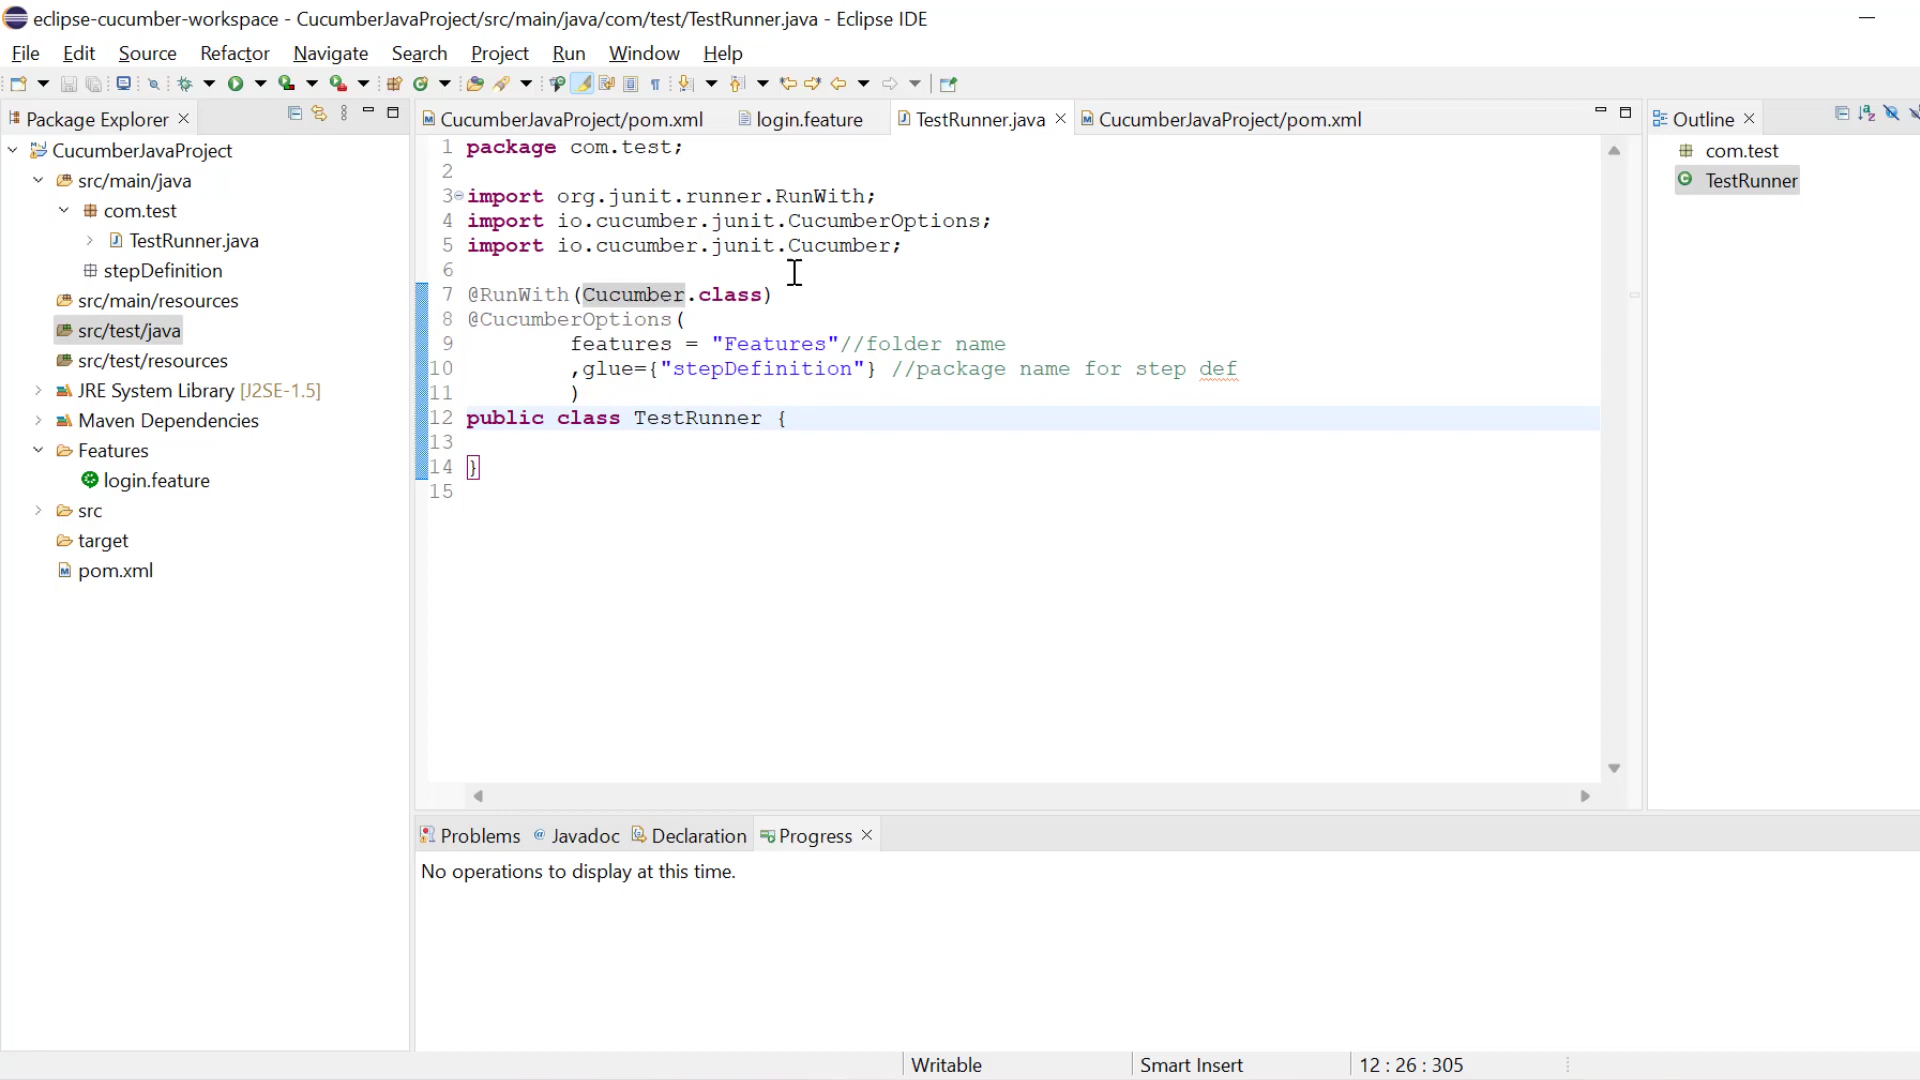 eclipse-cucumber-workspace - CucumberJavaProject/src/main/java/com/test/TestRunner.java - Eclipse IDE
File Edit Source Refactor Navigate Search Project Run Window Help
Package Explorer
CucumberJavaProject
src/main/java
com.test
TestRunner.java
stepDefinition
src/main/resources
src/test/java
src/test/resources
JRE System Library [J2SE-1.5]
Maven Dependencies
Features
login.feature
src
target
pom.xml
CucumberJavaProject/pom.xml login.feature TestRunner.java CucumberJavaProject/pom.xml
1 package com.test;
2
3 import org.junit.runner.RunWith;
4 import io.cucumber.junit.CucumberOptions;
5 import io.cucumber.junit.Cucumber;
6
7 @RunWith(Cucumber.class)
8 @CucumberOptions(
9 features = "Features"//folder name
10 ,glue={"stepDefinition"} //package name for step def
11 )
12 public class TestRunner {
13
14 }
15
Outline
com.test
TestRunner
Problems Javadoc Declaration Progress
No operations to display at this time.
Writable Smart Insert 12 : 26 : 305